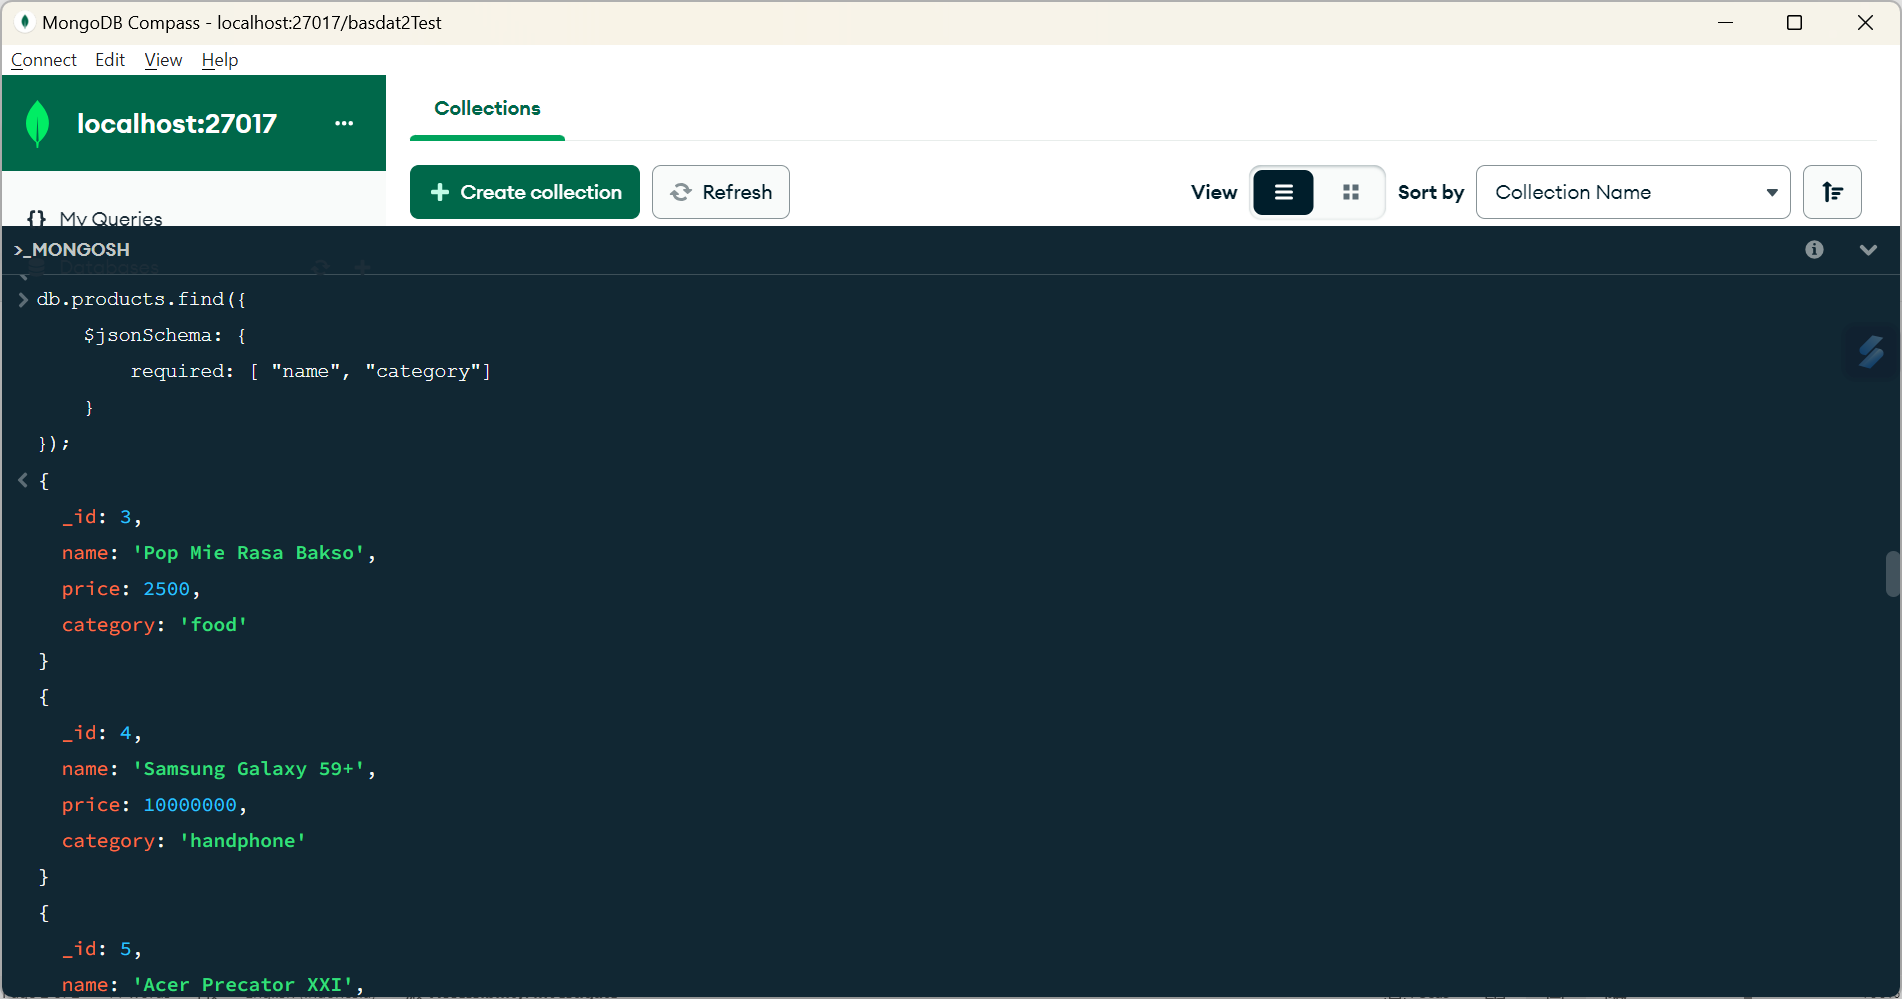 MongoDB Compass - localhost:27017/basdat2Test
Connect Edit View Help
localhost:27017 ···
Collections
+ Create collection Refresh View Sort by Collection Name
{} My Queries
>_MONGOSH
Databases
> db.products.find({
$jsonSchema: {
required: [ "name", "category"]
}
});
< {
_id: 3,
name: 'Pop Mie Rasa Bakso',
price: 2500,
category: 'food'
}
{
_id: 4,
name: 'Samsung Galaxy 59+',
price: 10000000,
category: 'handphone'
}
{
_id: 5,
name: 'Acer Precator XXI',